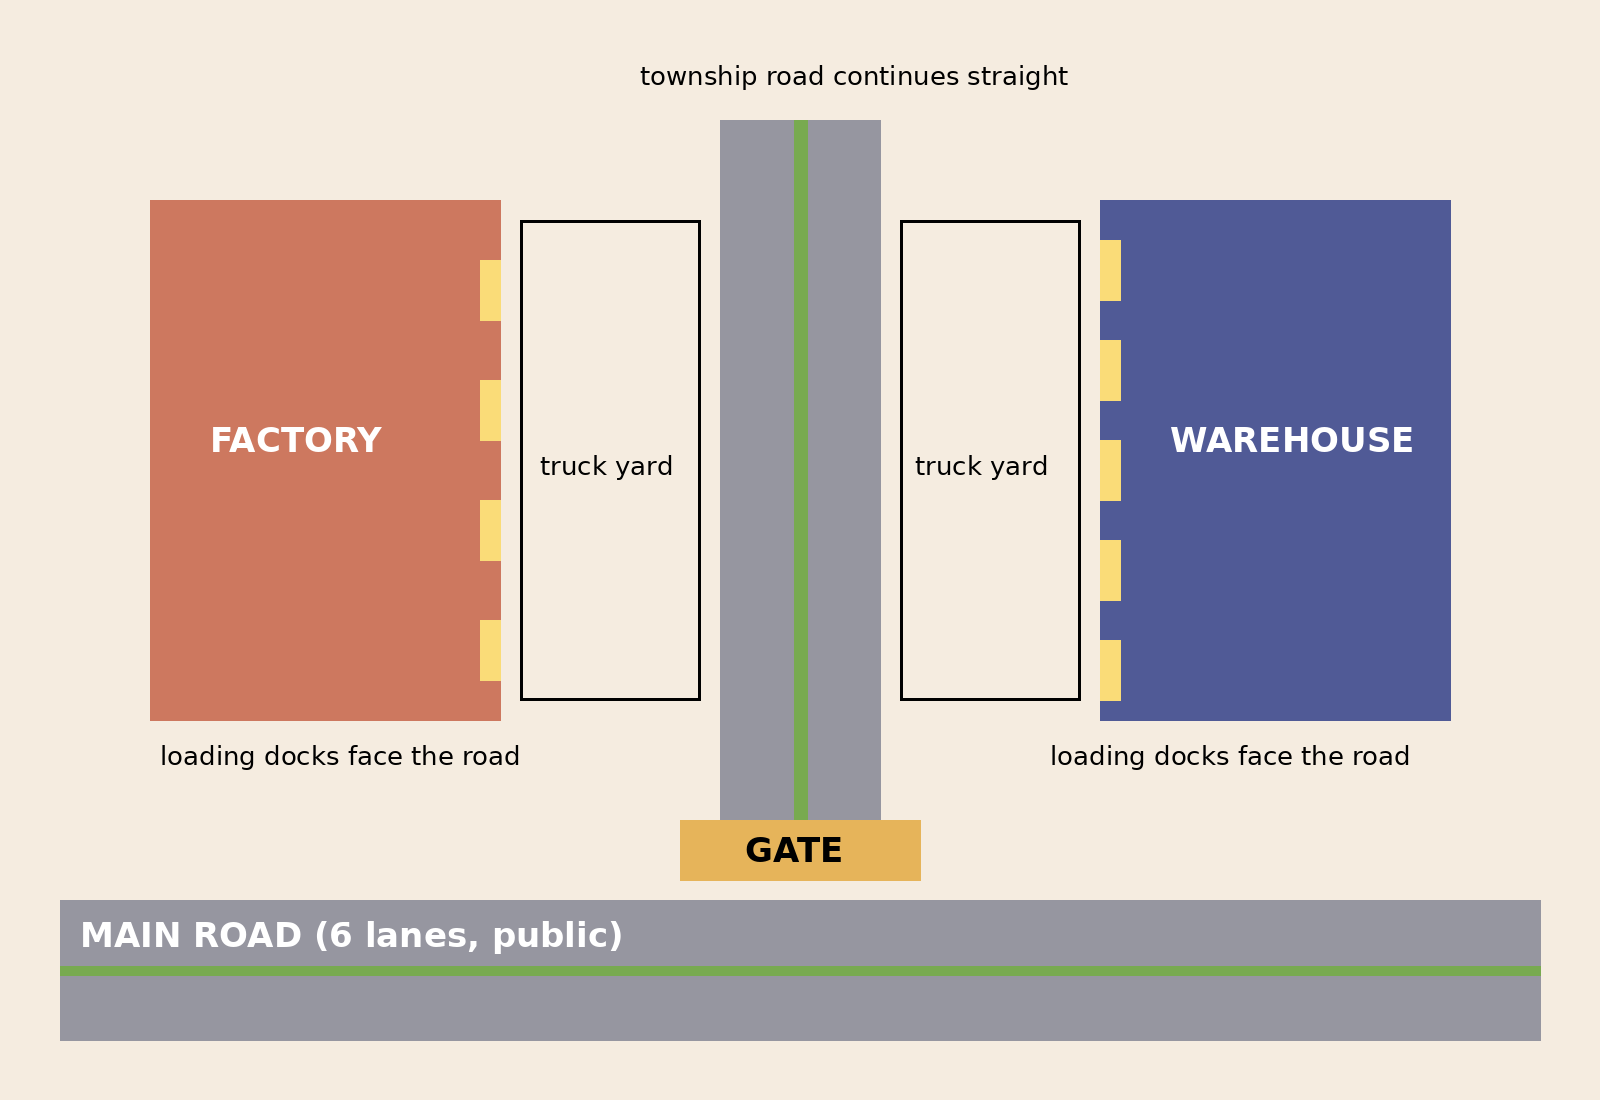 township road continues straight
FACTORY
truck yard
truck yard
WAREHOUSE
loading docks face the road
loading docks face the road
GATE
MAIN ROAD (6 lanes, public)